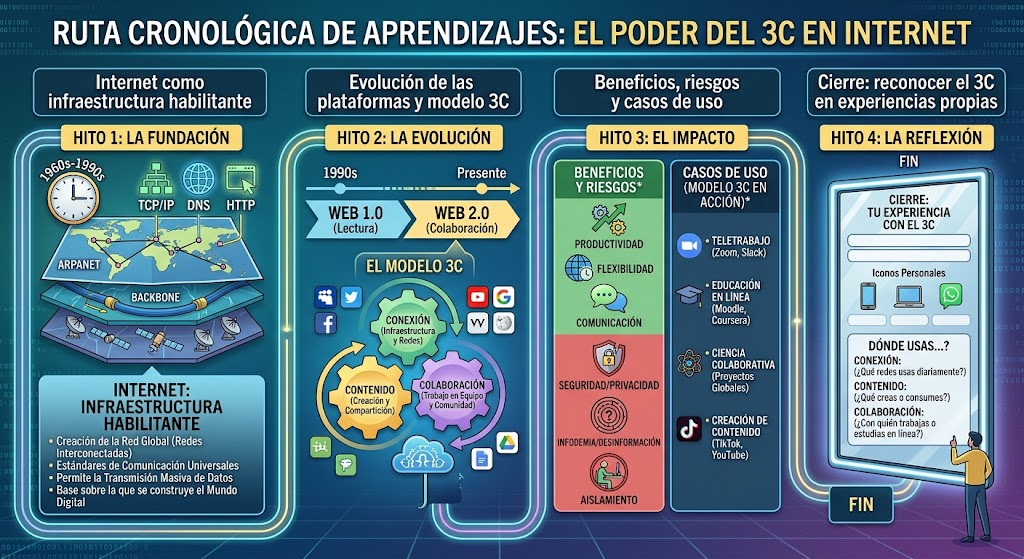 RUTA CRONOLÓGICA DE APRENDIZAJES: EL PODER DEL 3C EN INTERNET
Internet como
infraestructura habilitante
HITO 1: LA FUNDACIÓN
1960s-1990s
TCP/IP
DNS
HTTP
ARPANET
BACKBONE
INTERNET:
INFRAESTRUCTURA
HABILITANTE
• Creación de la Red Global (Redes
Interconectadas)
• Estándares de Comunicación Universales
• Permite la Transmisión Masiva de Datos
• Base sobre la que se construye el Mundo
Digital
Evolución de las
plataformas y modelo 3C
HITO 2: LA EVOLUCIÓN
1990s
Presente
WEB 1.0
(Lectura)
WEB 2.0
(Colaboración)
EL MODELO 3C
CONEXIÓN
(Infraestructura
y Redes)
CONTENIDO
(Creación y
Compartición)
COLABORACIÓN
(Trabajo en Equipo
y Comunidad)
Beneficios, riesgos
y casos de uso
HITO 3: EL IMPACTO
BENEFICIOS
Y RIESGOS*
PRODUCTIVIDAD
FLEXIBILIDAD
COMUNICACIÓN
SEGURIDAD/PRIVACIDAD
INFODEMIA/DESINFORMACIÓN
AISLAMIENTO
CASOS DE USO
(MODELO 3C EN
ACCIÓN)*
• TELETRABAJO
(Zoom, Slack)
• EDUCACIÓN
EN LÍNEA
(Moodle,
Coursera)
• CIENCIA
COLABORATIVA
(Proyectos
Globales)
• CREACIÓN DE
CONTENIDO
(TikTok,
YouTube)
Cierre: reconocer el 3C
en experiencias propias
HITO 4: LA REFLEXIÓN
FIN
CIERRE:
TU EXPERIENCIA
CON EL 3C
Iconos Personales
DÓNDE USAS...?
CONEXIÓN:
(¿Qué redes usas diariamente?)
CONTENIDO:
(¿Qué creas o consumes?)
COLABORACIÓN:
(¿Con quién trabajas o
estudias en línea?)
FIN